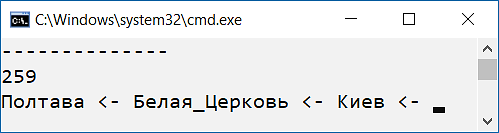 C:\Windows\system32\cmd.exe
--------------
259
Полтава <- Белая_Церковь <- Киев <-